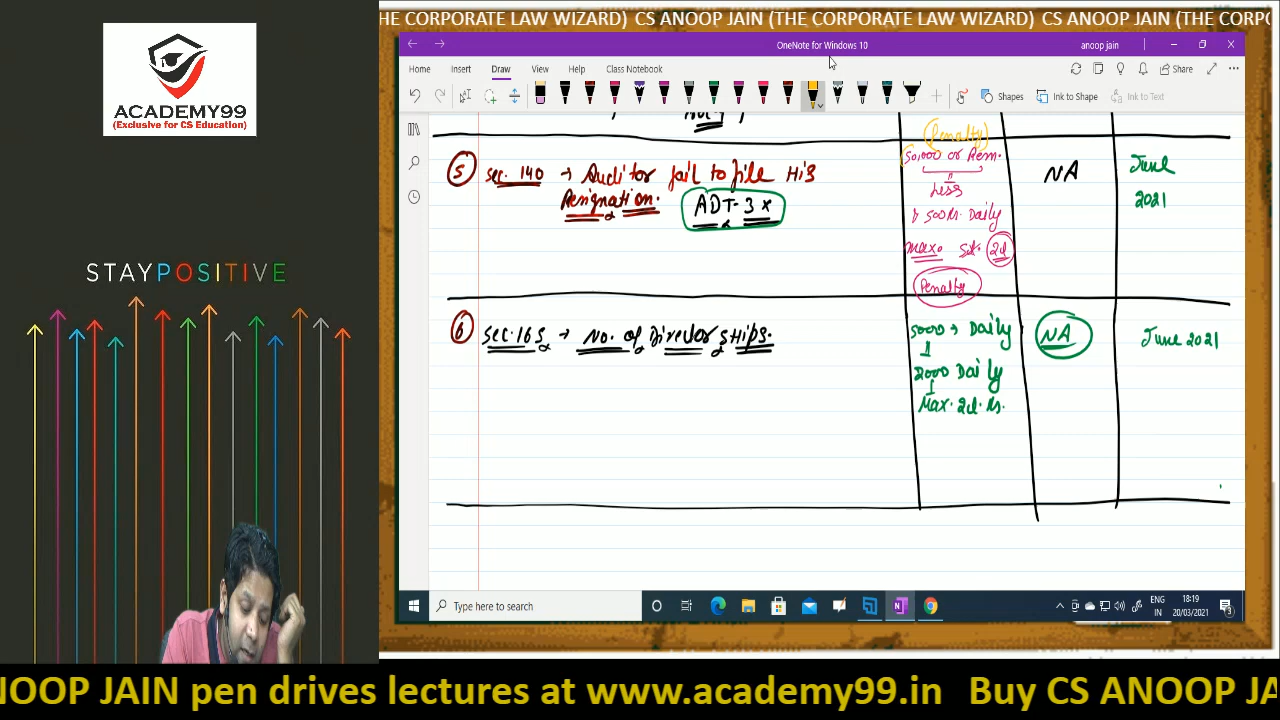 HE CORPORATE LAW WIZARD) CS ANOOP JAIN (THE CORPORATE LAW WIZARD) CS ANOOP JAIN (THE CORPO
ACADEMY99
(Exclusive for CS Education)
STAYPOSITIVE
OneNote for Windows 10
anoop jain
Home Insert Draw View Help Class Notebook
Share
Shapes Ink to Shape Ink to Text
(Penalty)
5 Sec. 140 → Auditor fail to file His
Resignation. ADT-3 x
50,000 or Rem.
Less
500 Rs. Daily
Max. 2l
Penalty
NA
June
2021
6 Sec. 165 → No. of Directorships.
5000 → Daily
2000 Daily
Max. 2l. Rs.
NA
June 2021
Type here to search
ENG
IN
18:19
20/03/2021
3
NOOP JAIN pen drives lectures at www.academy99.in Buy CS ANOOP JA